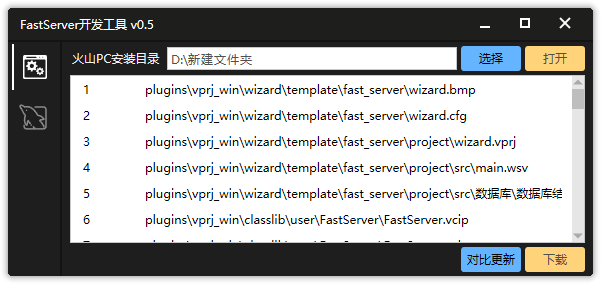 FastServer开发工具 v0.5
火山PC安装目录 D:\新建文件夹 选择 打开
1 plugins\vprj_win\wizard\template\fast_server\wizard.bmp
2 plugins\vprj_win\wizard\template\fast_server\wizard.cfg
3 plugins\vprj_win\wizard\template\fast_server\project\wizard.vprj
4 plugins\vprj_win\wizard\template\fast_server\project\src\main.wsv
5 plugins\vprj_win\wizard\template\fast_server\project\src\数据库\数据库结
6 plugins\vprj_win\classlib\user\FastServer\FastServer.vcip
对比更新 下载